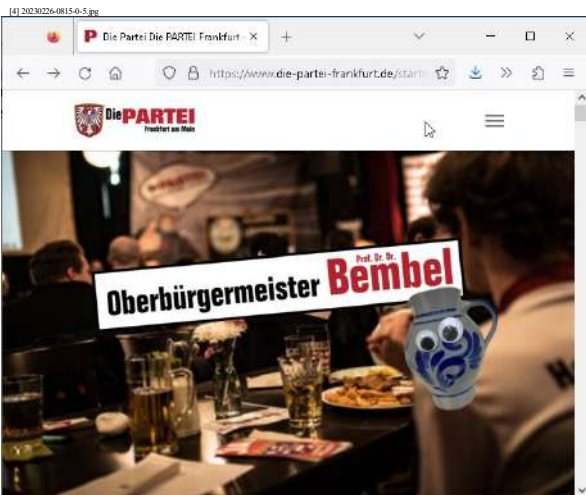 [4] 20230226-0815-0-5.jpg
Die Partei Die PARTEI Frankfurt
https://www.die-partei-frankfurt.de/start
Die PARTEI
Frankfurt am Main
Prof. Dr. Dr.
Oberbürgermeister Bembel